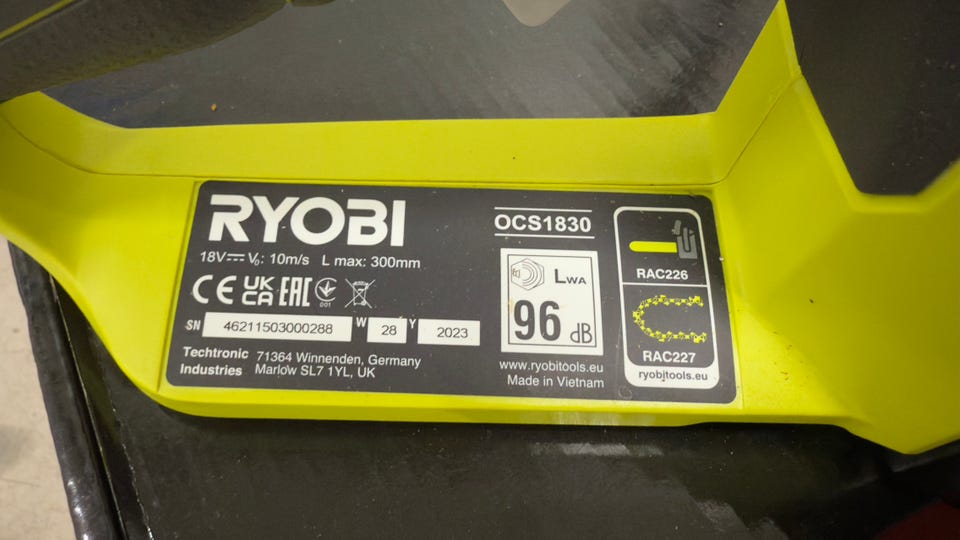 RYOBI
18V⎓ V₀: 10m/s L max: 300mm
CE UK CA EAC 001
SN 46211503000288 W 28 Y 2023
Techtronic Industries
71364 Winnenden, Germany
Marlow SL7 1YL, UK
OCS1830
LWA
96 dB
www.ryobitools.eu
Made in Vietnam
RAC226
RAC227
ryobitools.eu